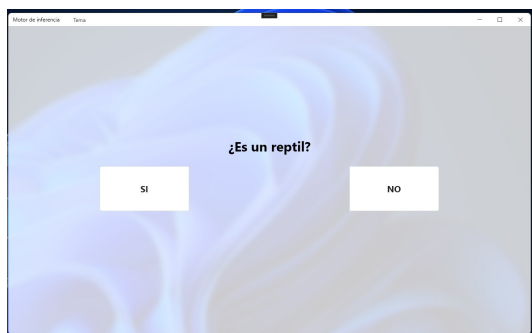 Motor de inferencia Tema
¿Es un reptil?
SI NO